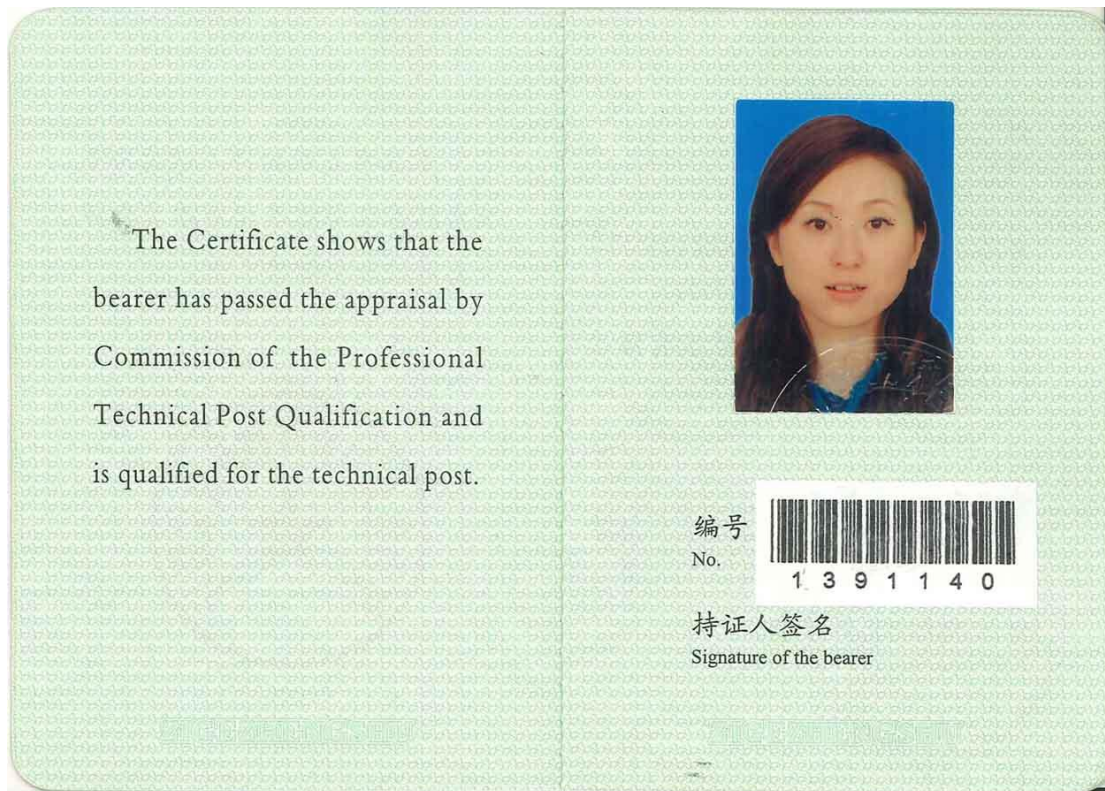 The Certificate shows that the
bearer has passed the appraisal by
Commission of the Professional
Technical Post Qualification and
is qualified for the technical post.
编号
No.
1391140
持证人签名
Signature of the bearer